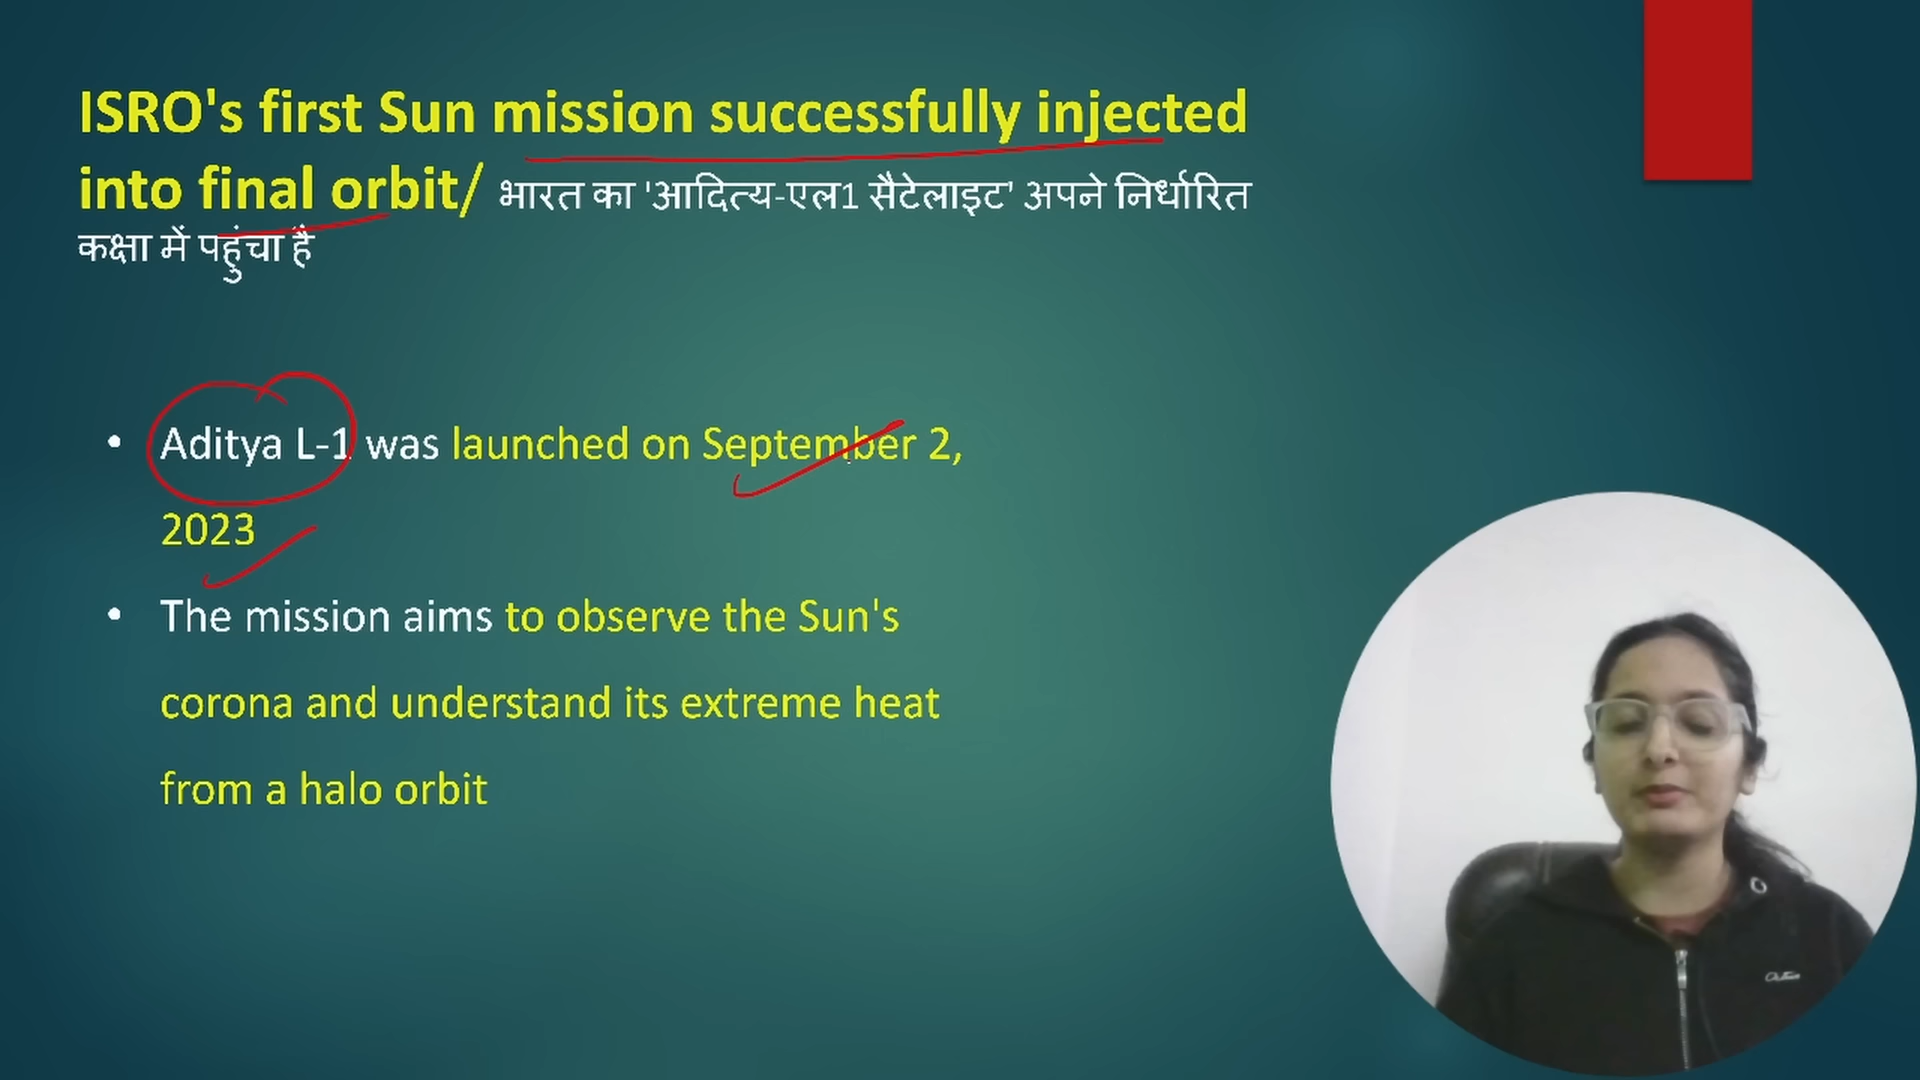 ISRO's first Sun mission successfully injected
into final orbit/ भारत का 'आदित्य-एल1 सैटेलाइट' अपने निर्धारित
कक्षा में पहुंचा है
• Aditya L-1 was launched on September 2,
2023
• The mission aims to observe the Sun's
corona and understand its extreme heat
from a halo orbit